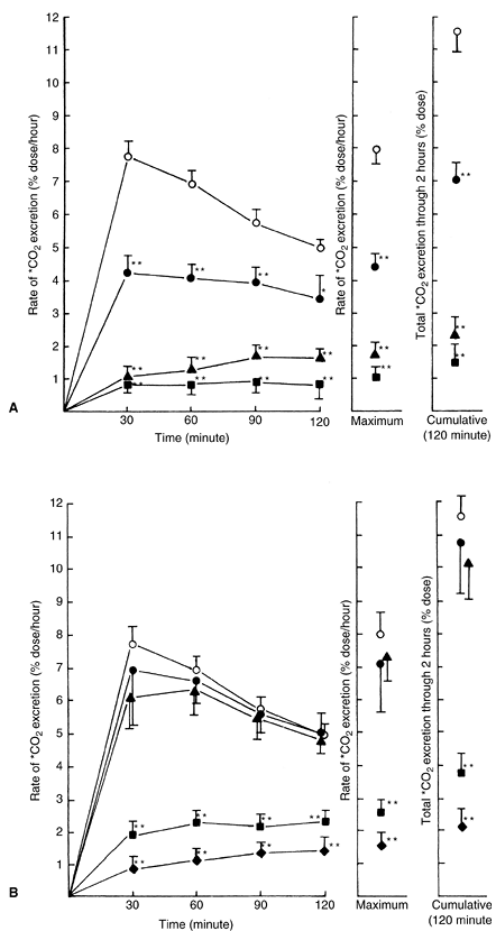 12
11
10
9
8
7
6
5
4
3
2
1
Rate of *CO2 excretion (% dose/hour)
30 60 90 120
Time (minute)
Rate of *CO2 excretion (% dose/hour)
Maximum
Total *CO2 excretion through 2 hours (% dose)
Cumulative
(120 minute)
A
12
11
10
9
8
7
6
5
4
3
2
1
Rate of *CO2 excretion (% dose/hour)
30 60 90 120
Time (minute)
Rate of *CO2 excretion (% dose/hour)
Maximum
Total *CO2 excretion through 2 hours (% dose)
Cumulative
(120 minute
B